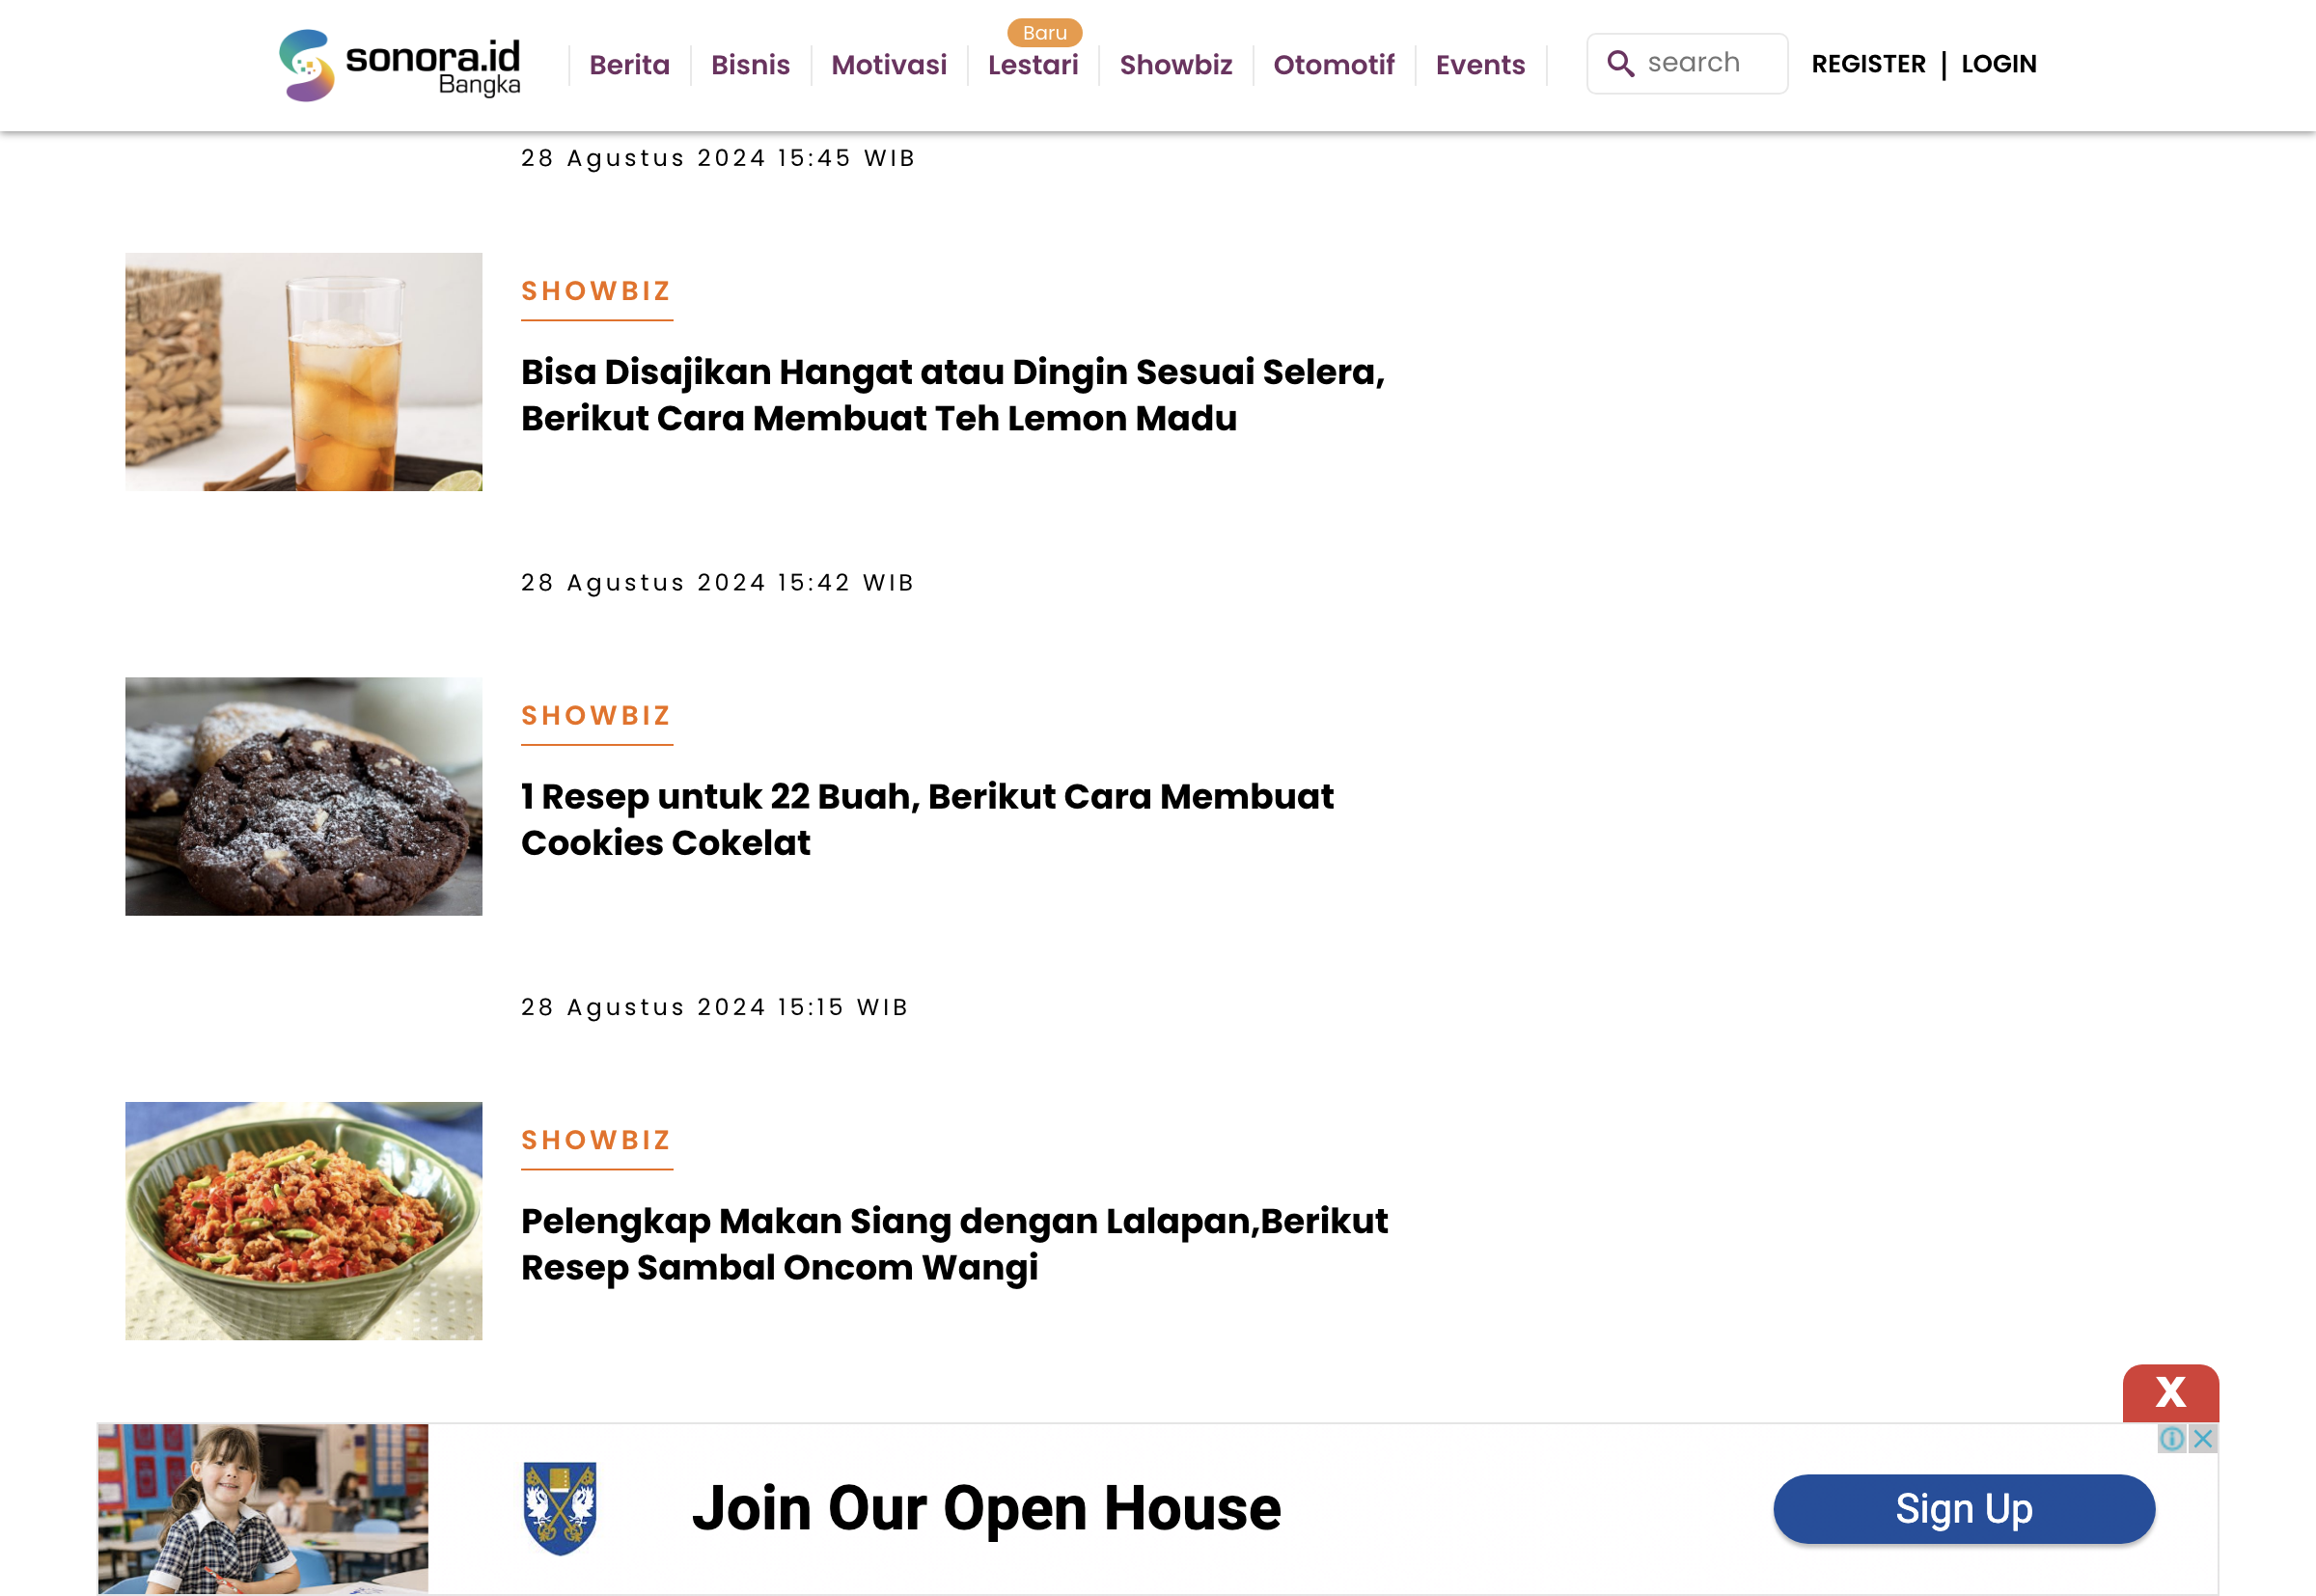 sonora.id
Bangka
Berita
Bisnis
Motivasi
Baru
Lestari
Showbiz
Otomotif
Events
search
REGISTER | LOGIN
28 Agustus 2024 15:45 WIB
SHOWBIZ
Bisa Disajikan Hangat atau Dingin Sesuai Selera,
Berikut Cara Membuat Teh Lemon Madu
28 Agustus 2024 15:42 WIB
SHOWBIZ
1 Resep untuk 22 Buah, Berikut Cara Membuat
Cookies Cokelat
28 Agustus 2024 15:15 WIB
SHOWBIZ
Pelengkap Makan Siang dengan Lalapan,Berikut
Resep Sambal Oncom Wangi
X
Join Our Open House
Sign Up